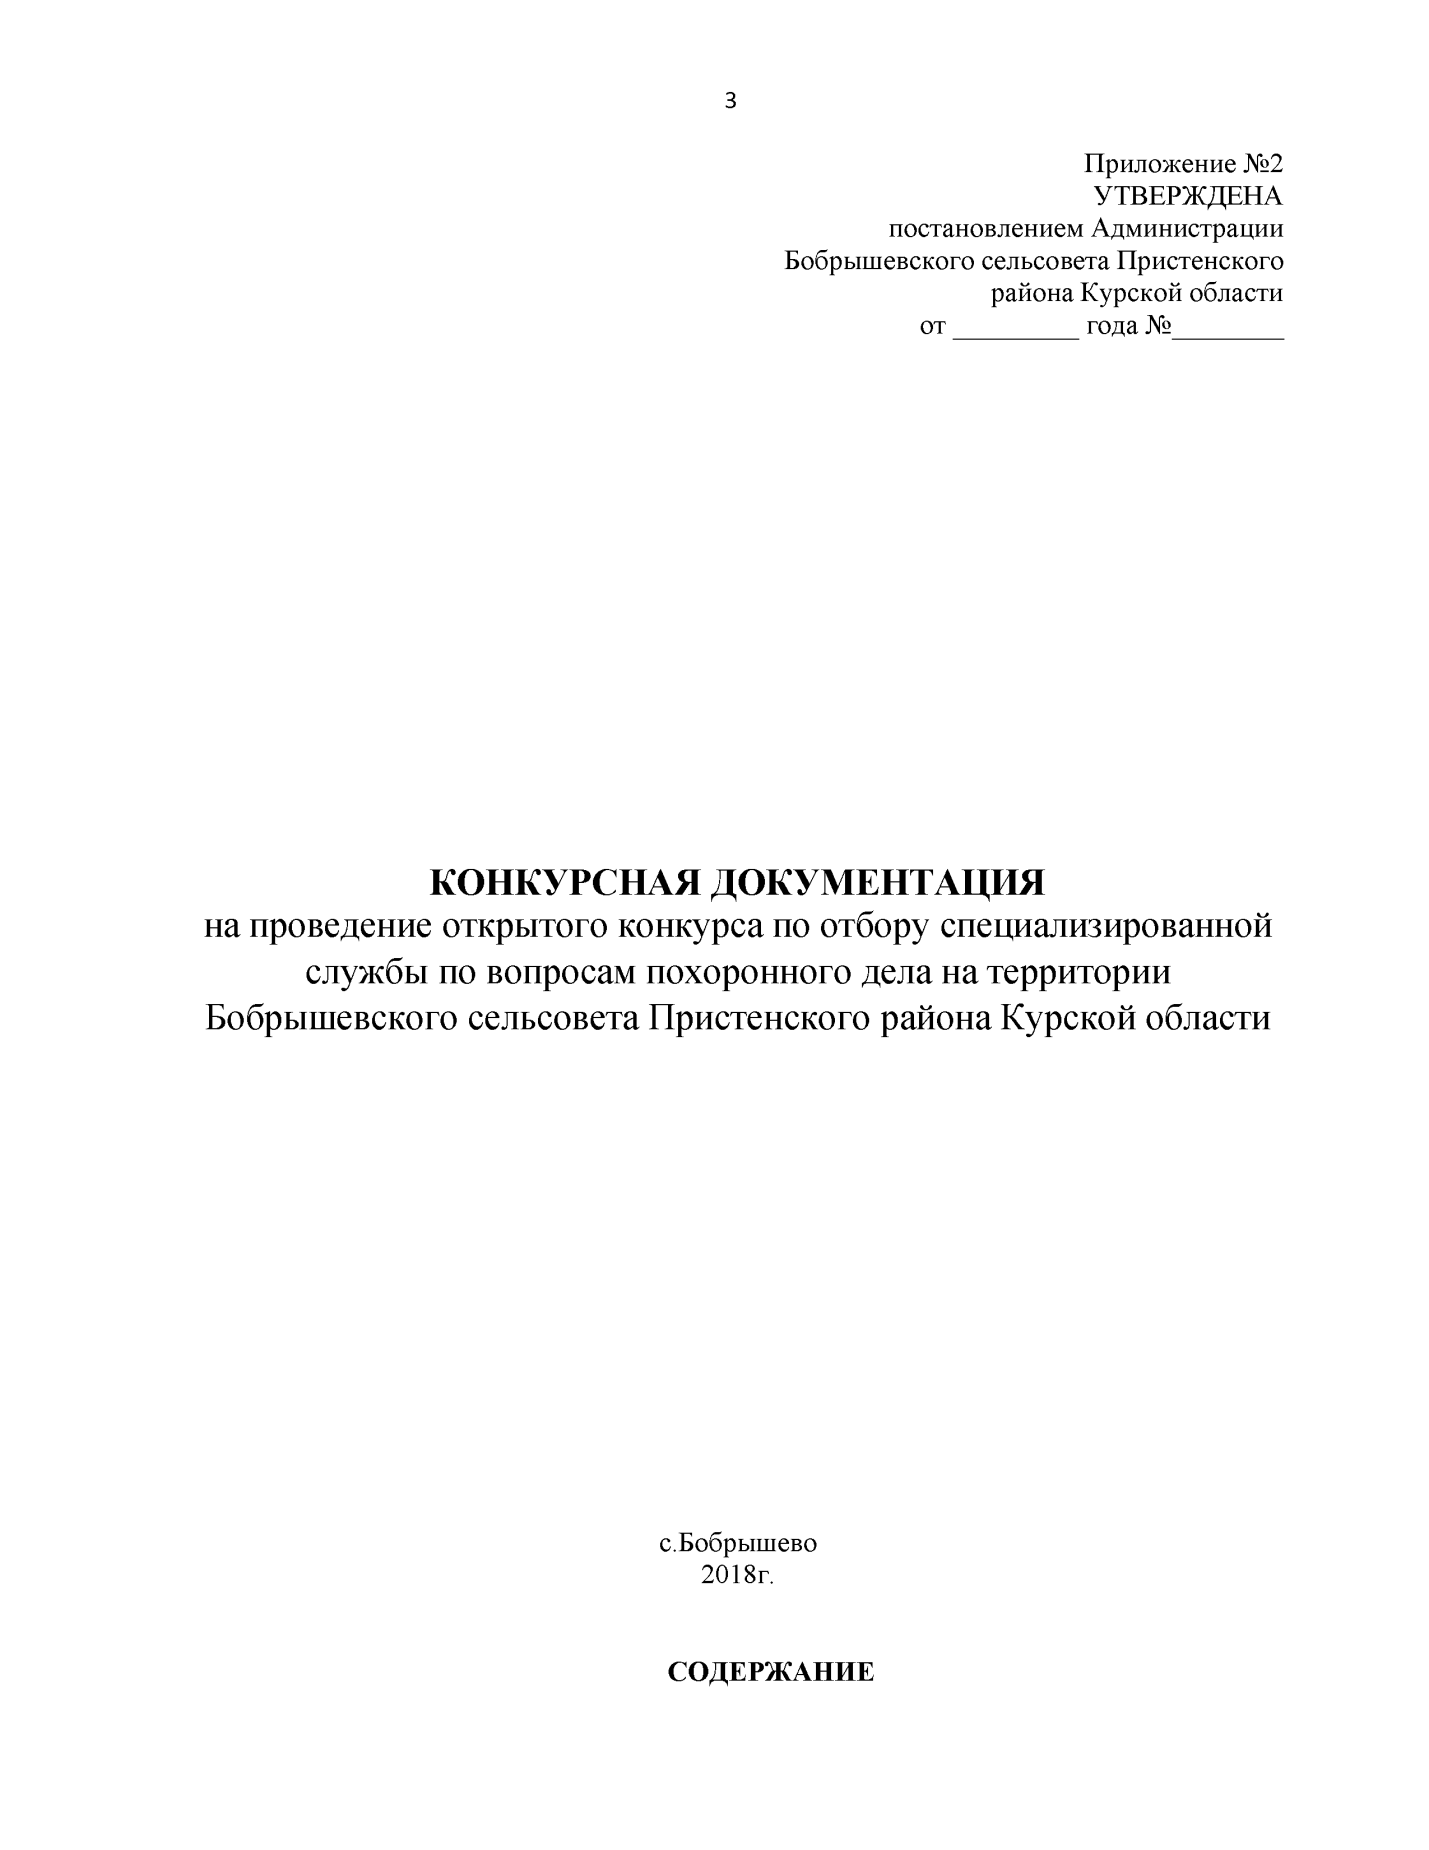 3
Приложение №2
УТВЕРЖДЕНА
постановлением Администрации
Бобрышевского сельсовета Пристенского
района Курской области
от _________ года №________
КОНКУРСНАЯ ДОКУМЕНТАЦИЯ
на проведение открытого конкурса по отбору специализированной
службы по вопросам похоронного дела на территории
Бобрышевского сельсовета Пристенского района Курской области
с.Бобрышево
2018г.
СОДЕРЖАНИЕ